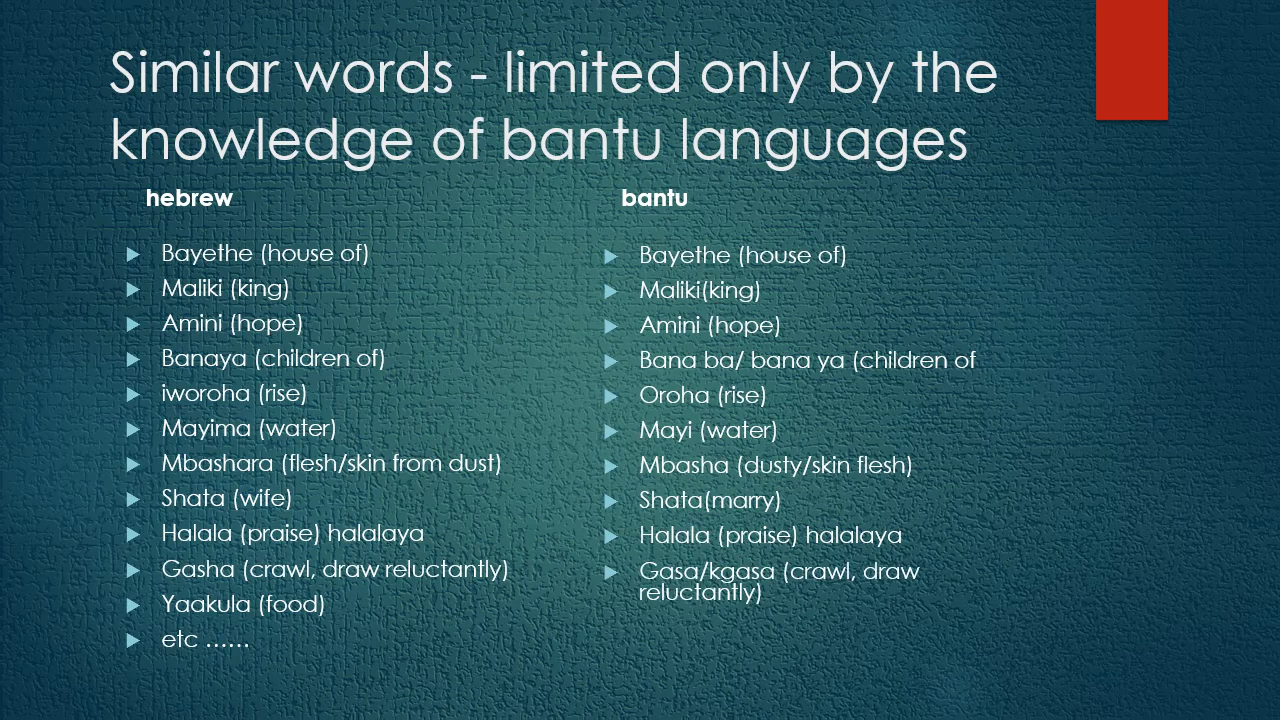 Similar words - limited only by the
knowledge of bantu languages
hebrew
Bayethe (house of)
Maliki (king)
Amini (hope)
Banaya (children of)
iworoha (rise)
Mayima (water)
Mbashara (flesh/skin from dust)
Shata (wife)
Halala (praise) halalaya
Gasha (crawl, draw reluctantly)
Yaakula (food)
etc ……
bantu
Bayethe (house of)
Maliki(king)
Amini (hope)
Bana ba/ bana ya (children of
Oroha (rise)
Mayi (water)
Mbasha (dusty/skin flesh)
Shata(marry)
Halala (praise) halalaya
Gasa/kgasa (crawl, draw
reluctantly)